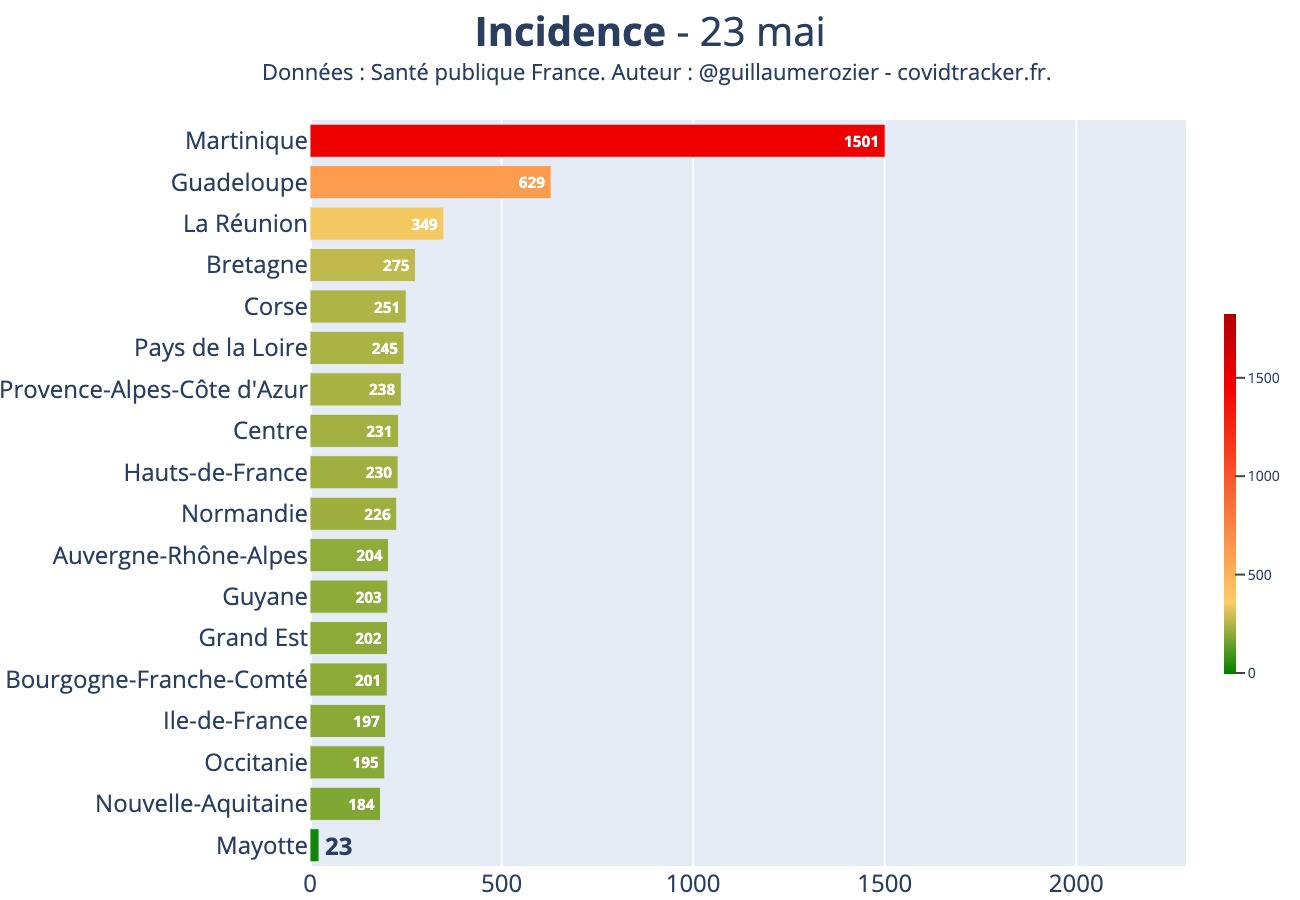 Incidence - 23 mai
Données : Santé publique France. Auteur : @guillaumerozier - covidtracker.fr.
Martinique 1501
Guadeloupe 629
La Réunion 349
Bretagne 275
Corse 251
Pays de la Loire 245
Provence-Alpes-Côte d'Azur 238
Centre 231
Hauts-de-France 230
Normandie 226
Auvergne-Rhône-Alpes 204
Guyane 203
Grand Est 202
Bourgogne-Franche-Comté 201
Ile-de-France 197
Occitanie 195
Nouvelle-Aquitaine 184
Mayotte 23
0 500 1000 1500 2000
1500
1000
500
0